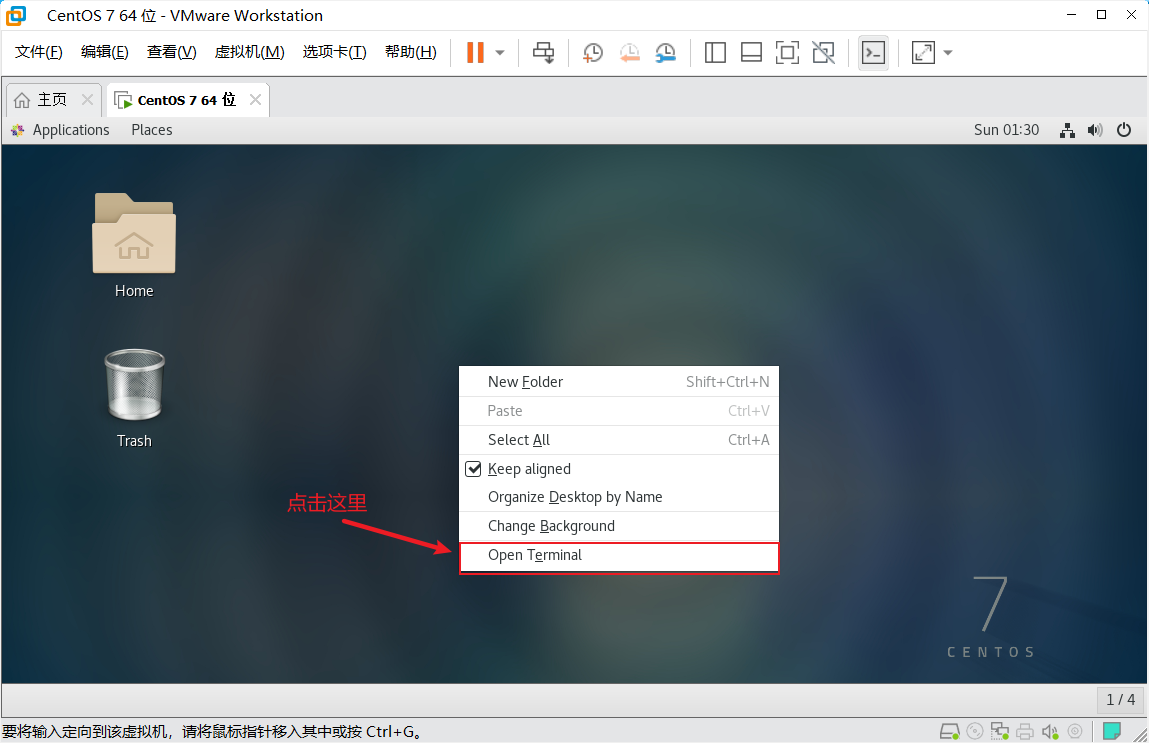 CentOS 7 64 位 - VMware Workstation
文件(F) 编辑(E) 查看(V) 虚拟机(M) 选项卡(T) 帮助(H)
主页 CentOS 7 64 位
Applications Places Sun 01:30
Home
Trash
New Folder Shift+Ctrl+N
Paste Ctrl+V
Select All Ctrl+A
Keep aligned
Organize Desktop by Name
点击这里
Change Background
Open Terminal
7
CENTOS
1 / 4
要将输入定向到该虚拟机，请将鼠标指针移入其中或按 Ctrl+G。